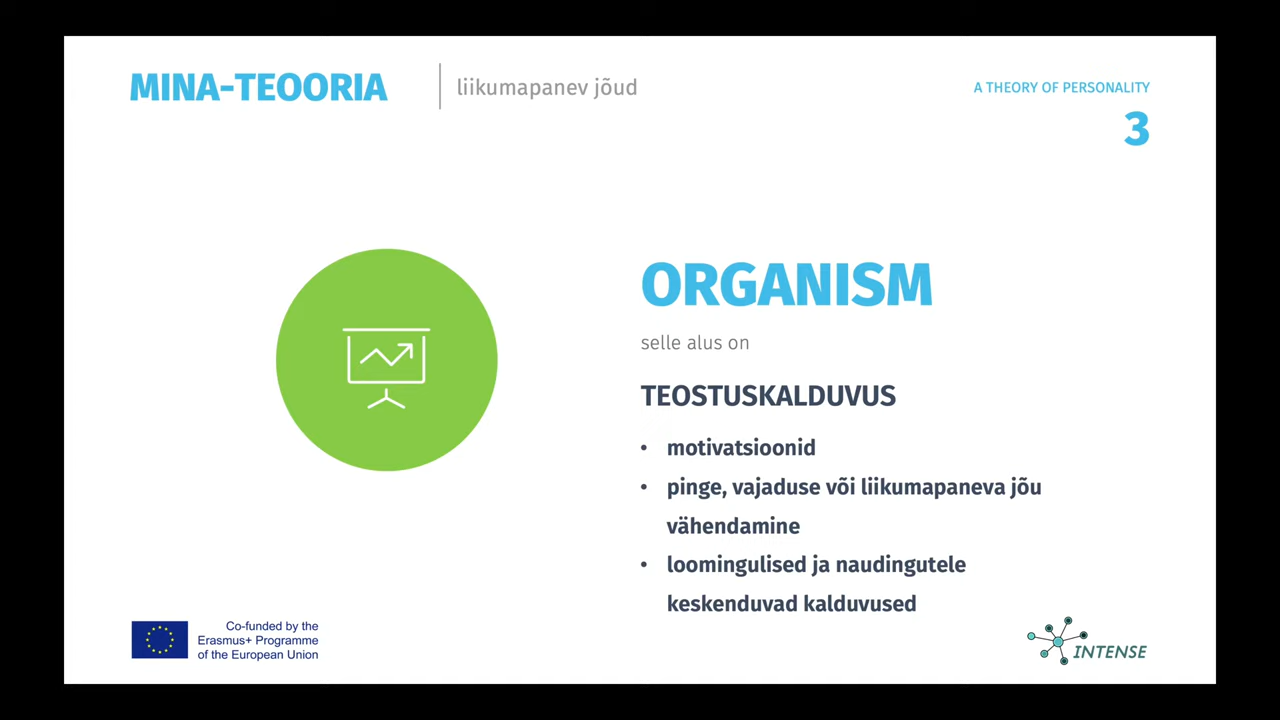 MINA-TEOORIA
liikumapanev jõud
A THEORY OF PERSONALITY
3
ORGANISM
selle alus on
TEOSTUSKALDUVUS
• motivatsioonid
• pinge, vajaduse või liikumapaneva jõu
vähendamine
• loomingulised ja naudingutele
keskenduvad kalduvused
Co-funded by the
Erasmus+ Programme
of the European Union
INTENSE